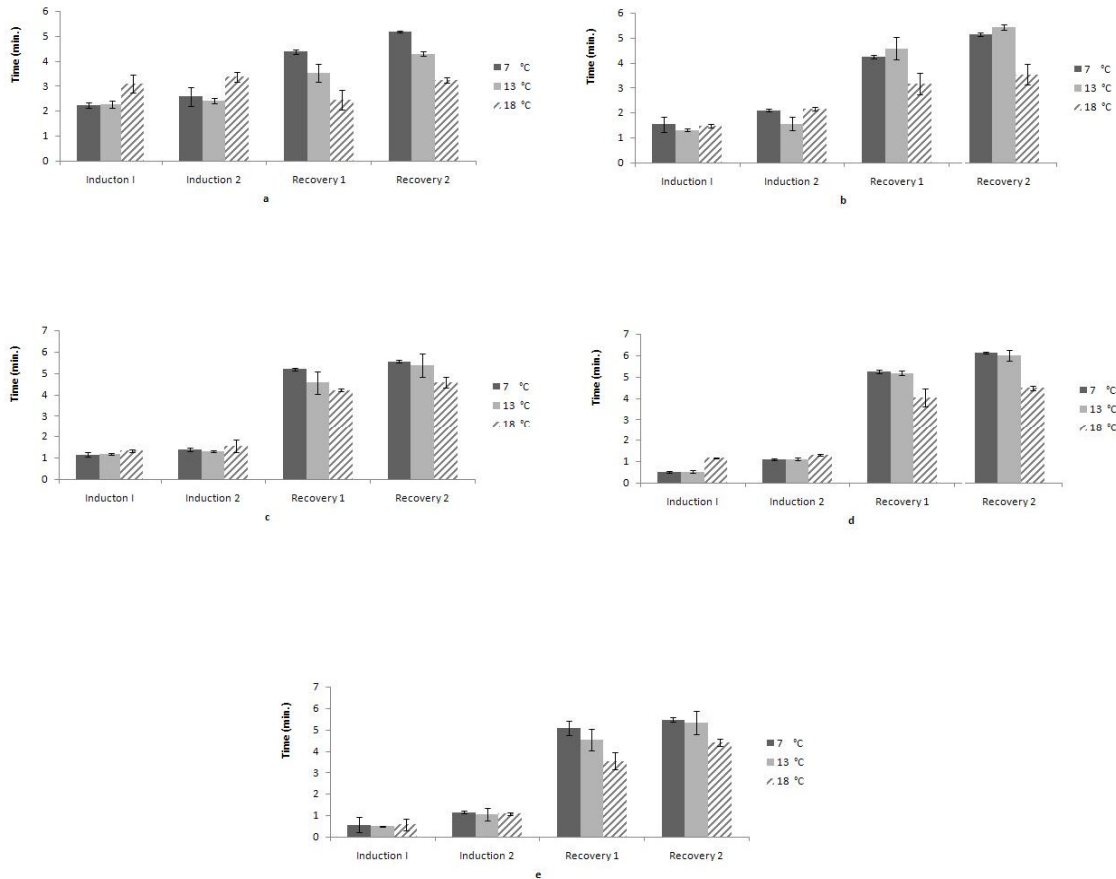 Time (min.)
6
5
4
3
2
1
0
Inducton I Induction 2 Recovery 1 Recovery 2
7 °C
13 °C
18 °C
a
Time (min.)
6
5
4
3
2
1
0
Induction I Induction 2 Recovery 1 Recovery 2
7 °C
13 °C
18 °C
b
Time (min.)
7
6
5
4
3
2
1
0
Inducton I Induction 2 Recovery 1 Recovery 2
7 °C
13 °C
18 °C
c
Time (min.)
7
6
5
4
3
2
1
0
Induction I Induction 2 Recovery 1 Recovery 2
7 °C
13 °C
18 °C
d
Time (min.)
7
6
5
4
3
2
1
0
Induction I Induction 2 Recovery 1 Recovery 2
7 °C
13 °C
18 °C
e